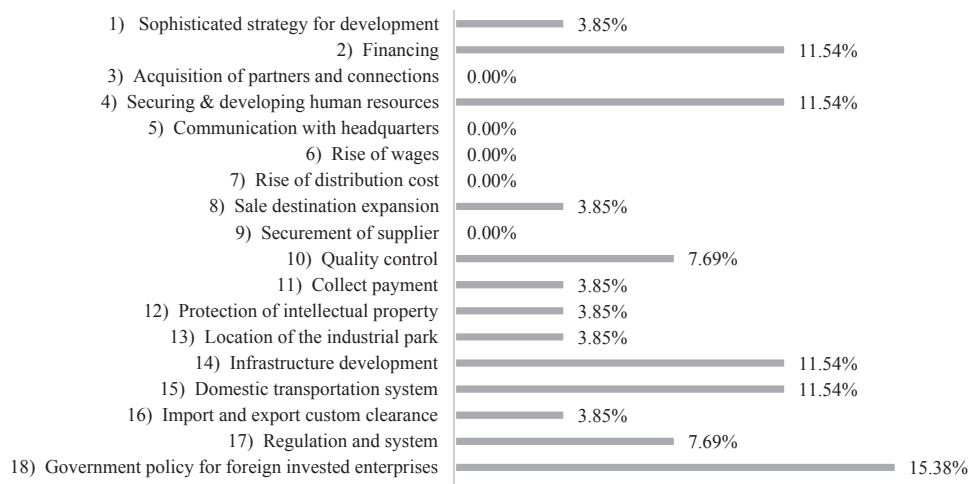 1) Sophisticated strategy for development 3.85%
2) Financing 11.54%
3) Acquisition of partners and connections 0.00%
4) Securing & developing human resources 11.54%
5) Communication with headquarters 0.00%
6) Rise of wages 0.00%
7) Rise of distribution cost 0.00%
8) Sale destination expansion 3.85%
9) Securement of supplier 0.00%
10) Quality control 7.69%
11) Collect payment 3.85%
12) Protection of intellectual property 3.85%
13) Location of the industrial park 3.85%
14) Infrastructure development 11.54%
15) Domestic transportation system 11.54%
16) Import and export custom clearance 3.85%
17) Regulation and system 7.69%
18) Government policy for foreign invested enterprises 15.38%